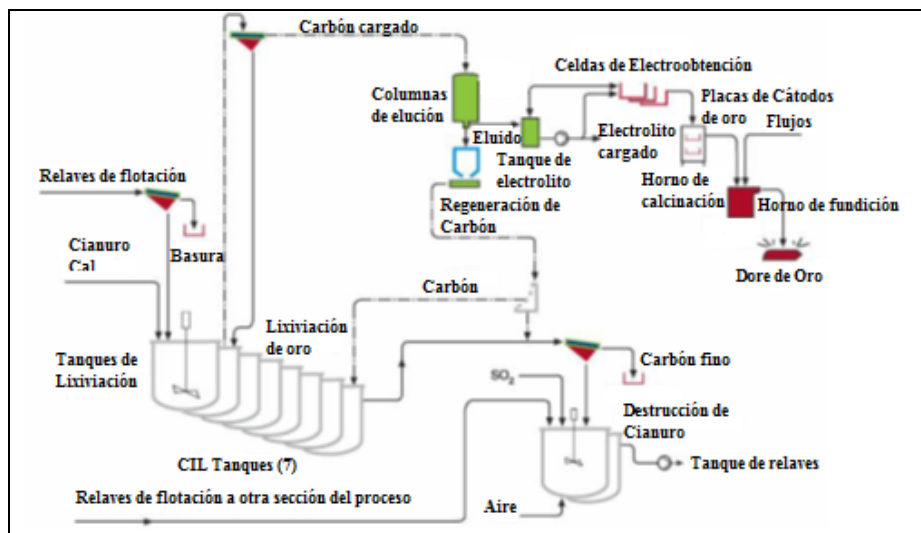 Carbón cargado
Celdas de Electroobtención
Columnas
de elución
Placas de Cátodos
de oro
Flujos
Eluido
Electrolito
cargado
Tanque de
electrolito
Relaves de flotación
Horno de
calcinación
Horno de fundición
Regeneración de
Carbón
Cianuro
Cal
Basura
Dore de Oro
Carbón
Lixiviación
de oro
Tanques de
Lixiviación
Carbón fino
SO₂
Destrucción de
Cianuro
CIL Tanques (7)
Tanque de relaves
Relaves de flotación a otra sección del proceso
Aire